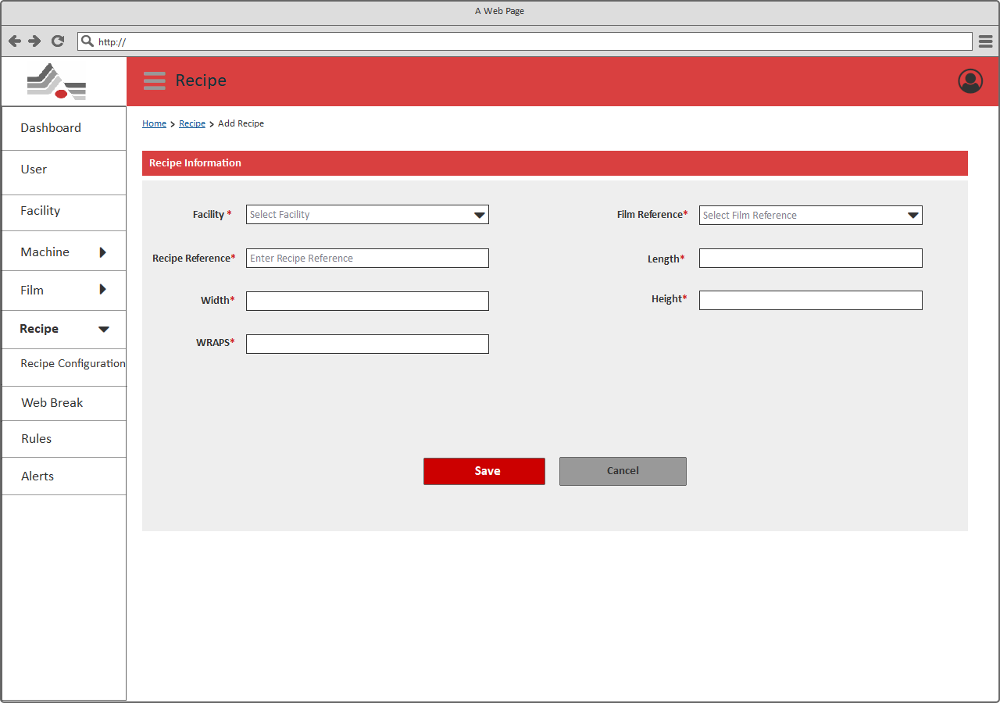 A Web Page
http://
Recipe
Dashboard
User
Facility
Machine
Film
Recipe
Recipe Configuration
Web Break
Rules
Alerts
Home > Recipe > Add Recipe
Recipe Information
Facility * Select Facility
Film Reference* Select Film Reference
Recipe Reference* Enter Recipe Reference
Length*
Width*
Height*
WRAPS*
Save
Cancel